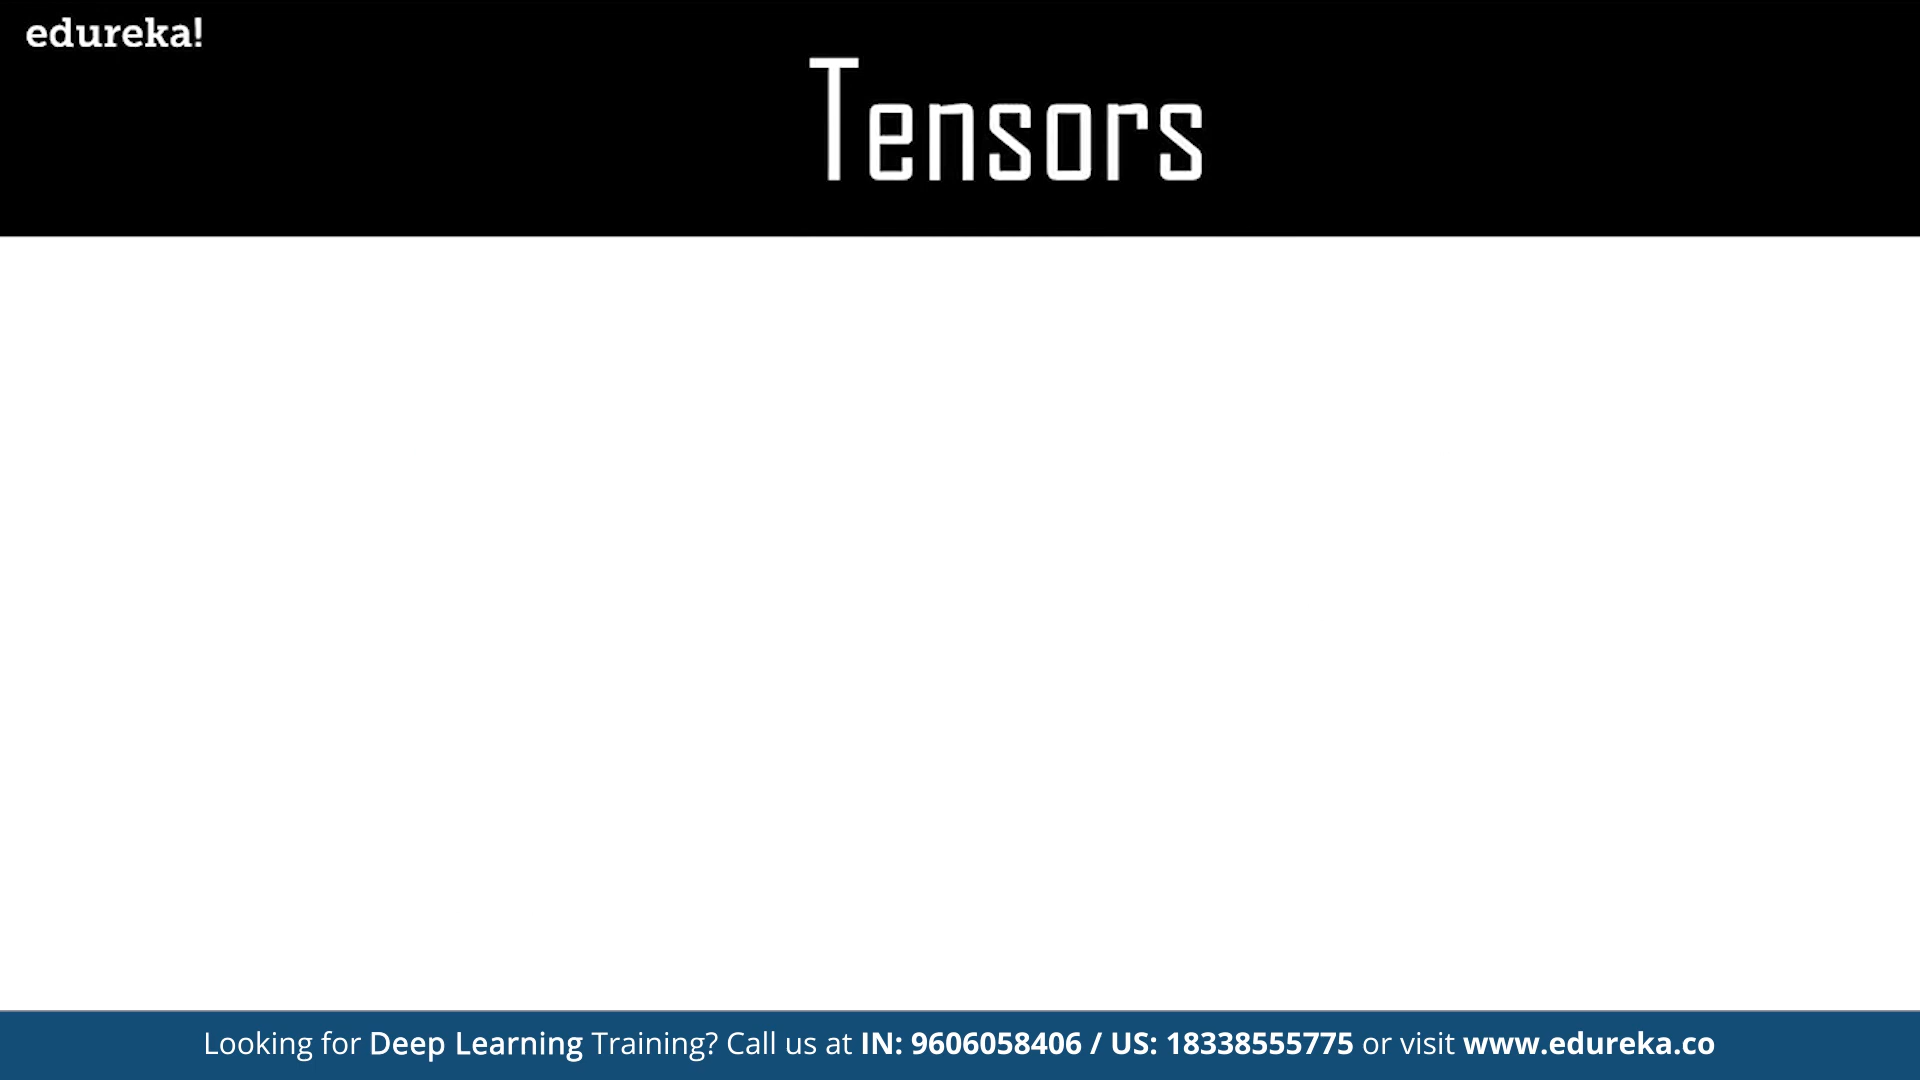 edureka!
Tensors
Looking for Deep Learning Training? Call us at IN: 9606058406 / US: 18338555775 or visit www.edureka.co